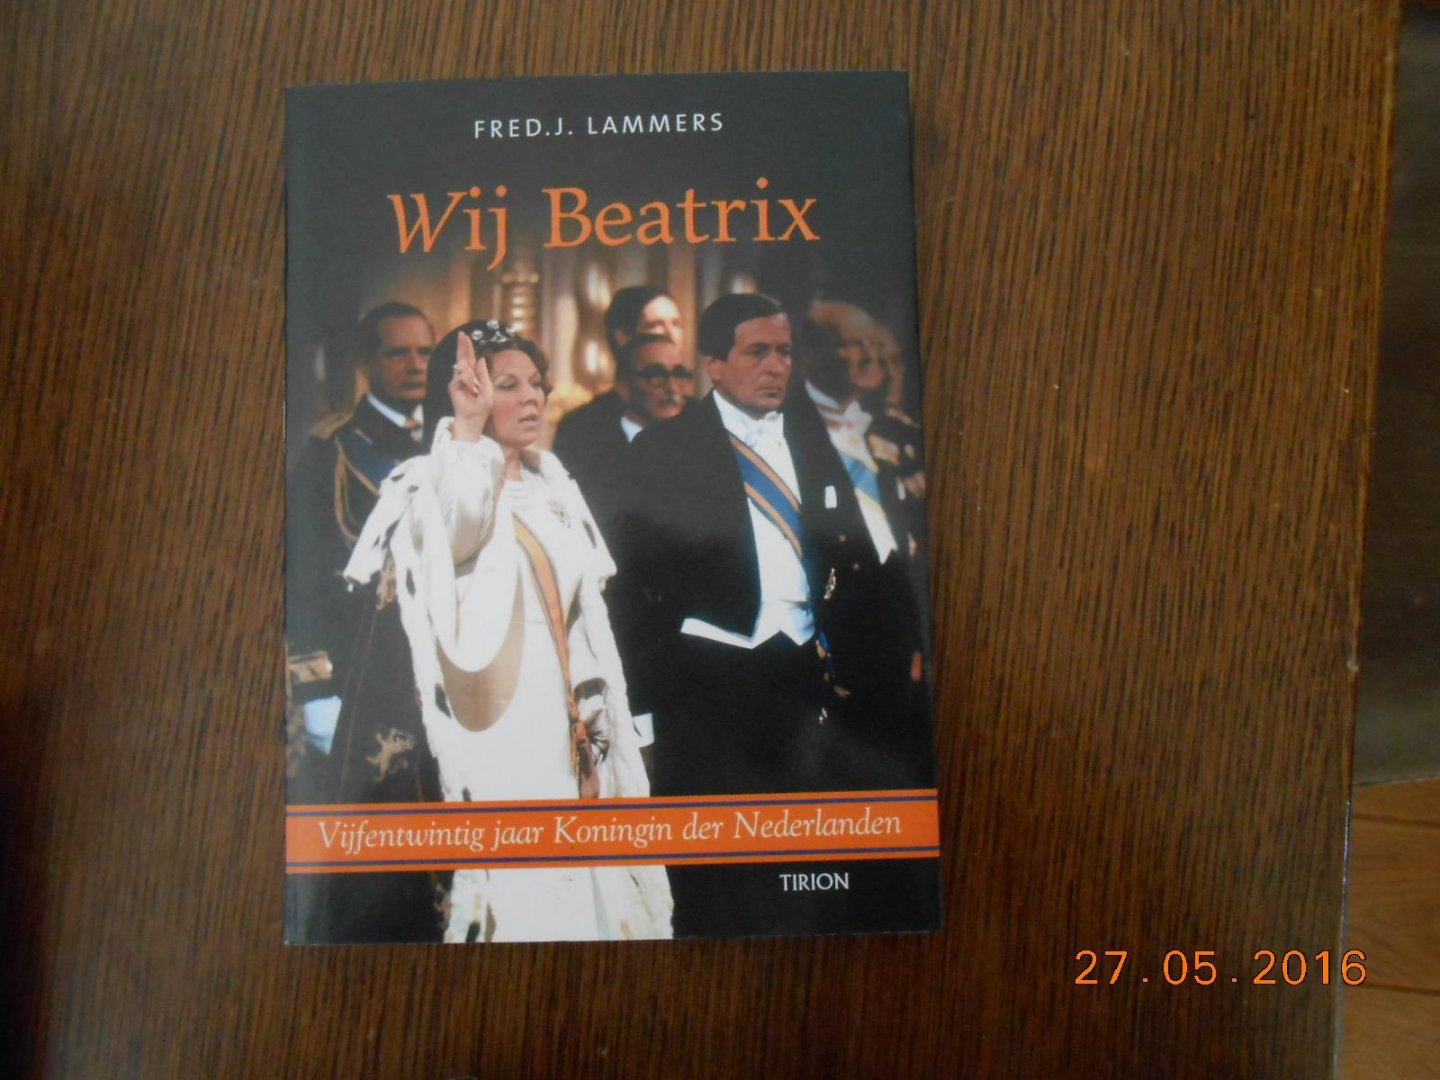 FRED.J. LAMMERS
Wij Beatrix
Vijfentwintig jaar Koningin der Nederlanden
TIRION
27.05.2016